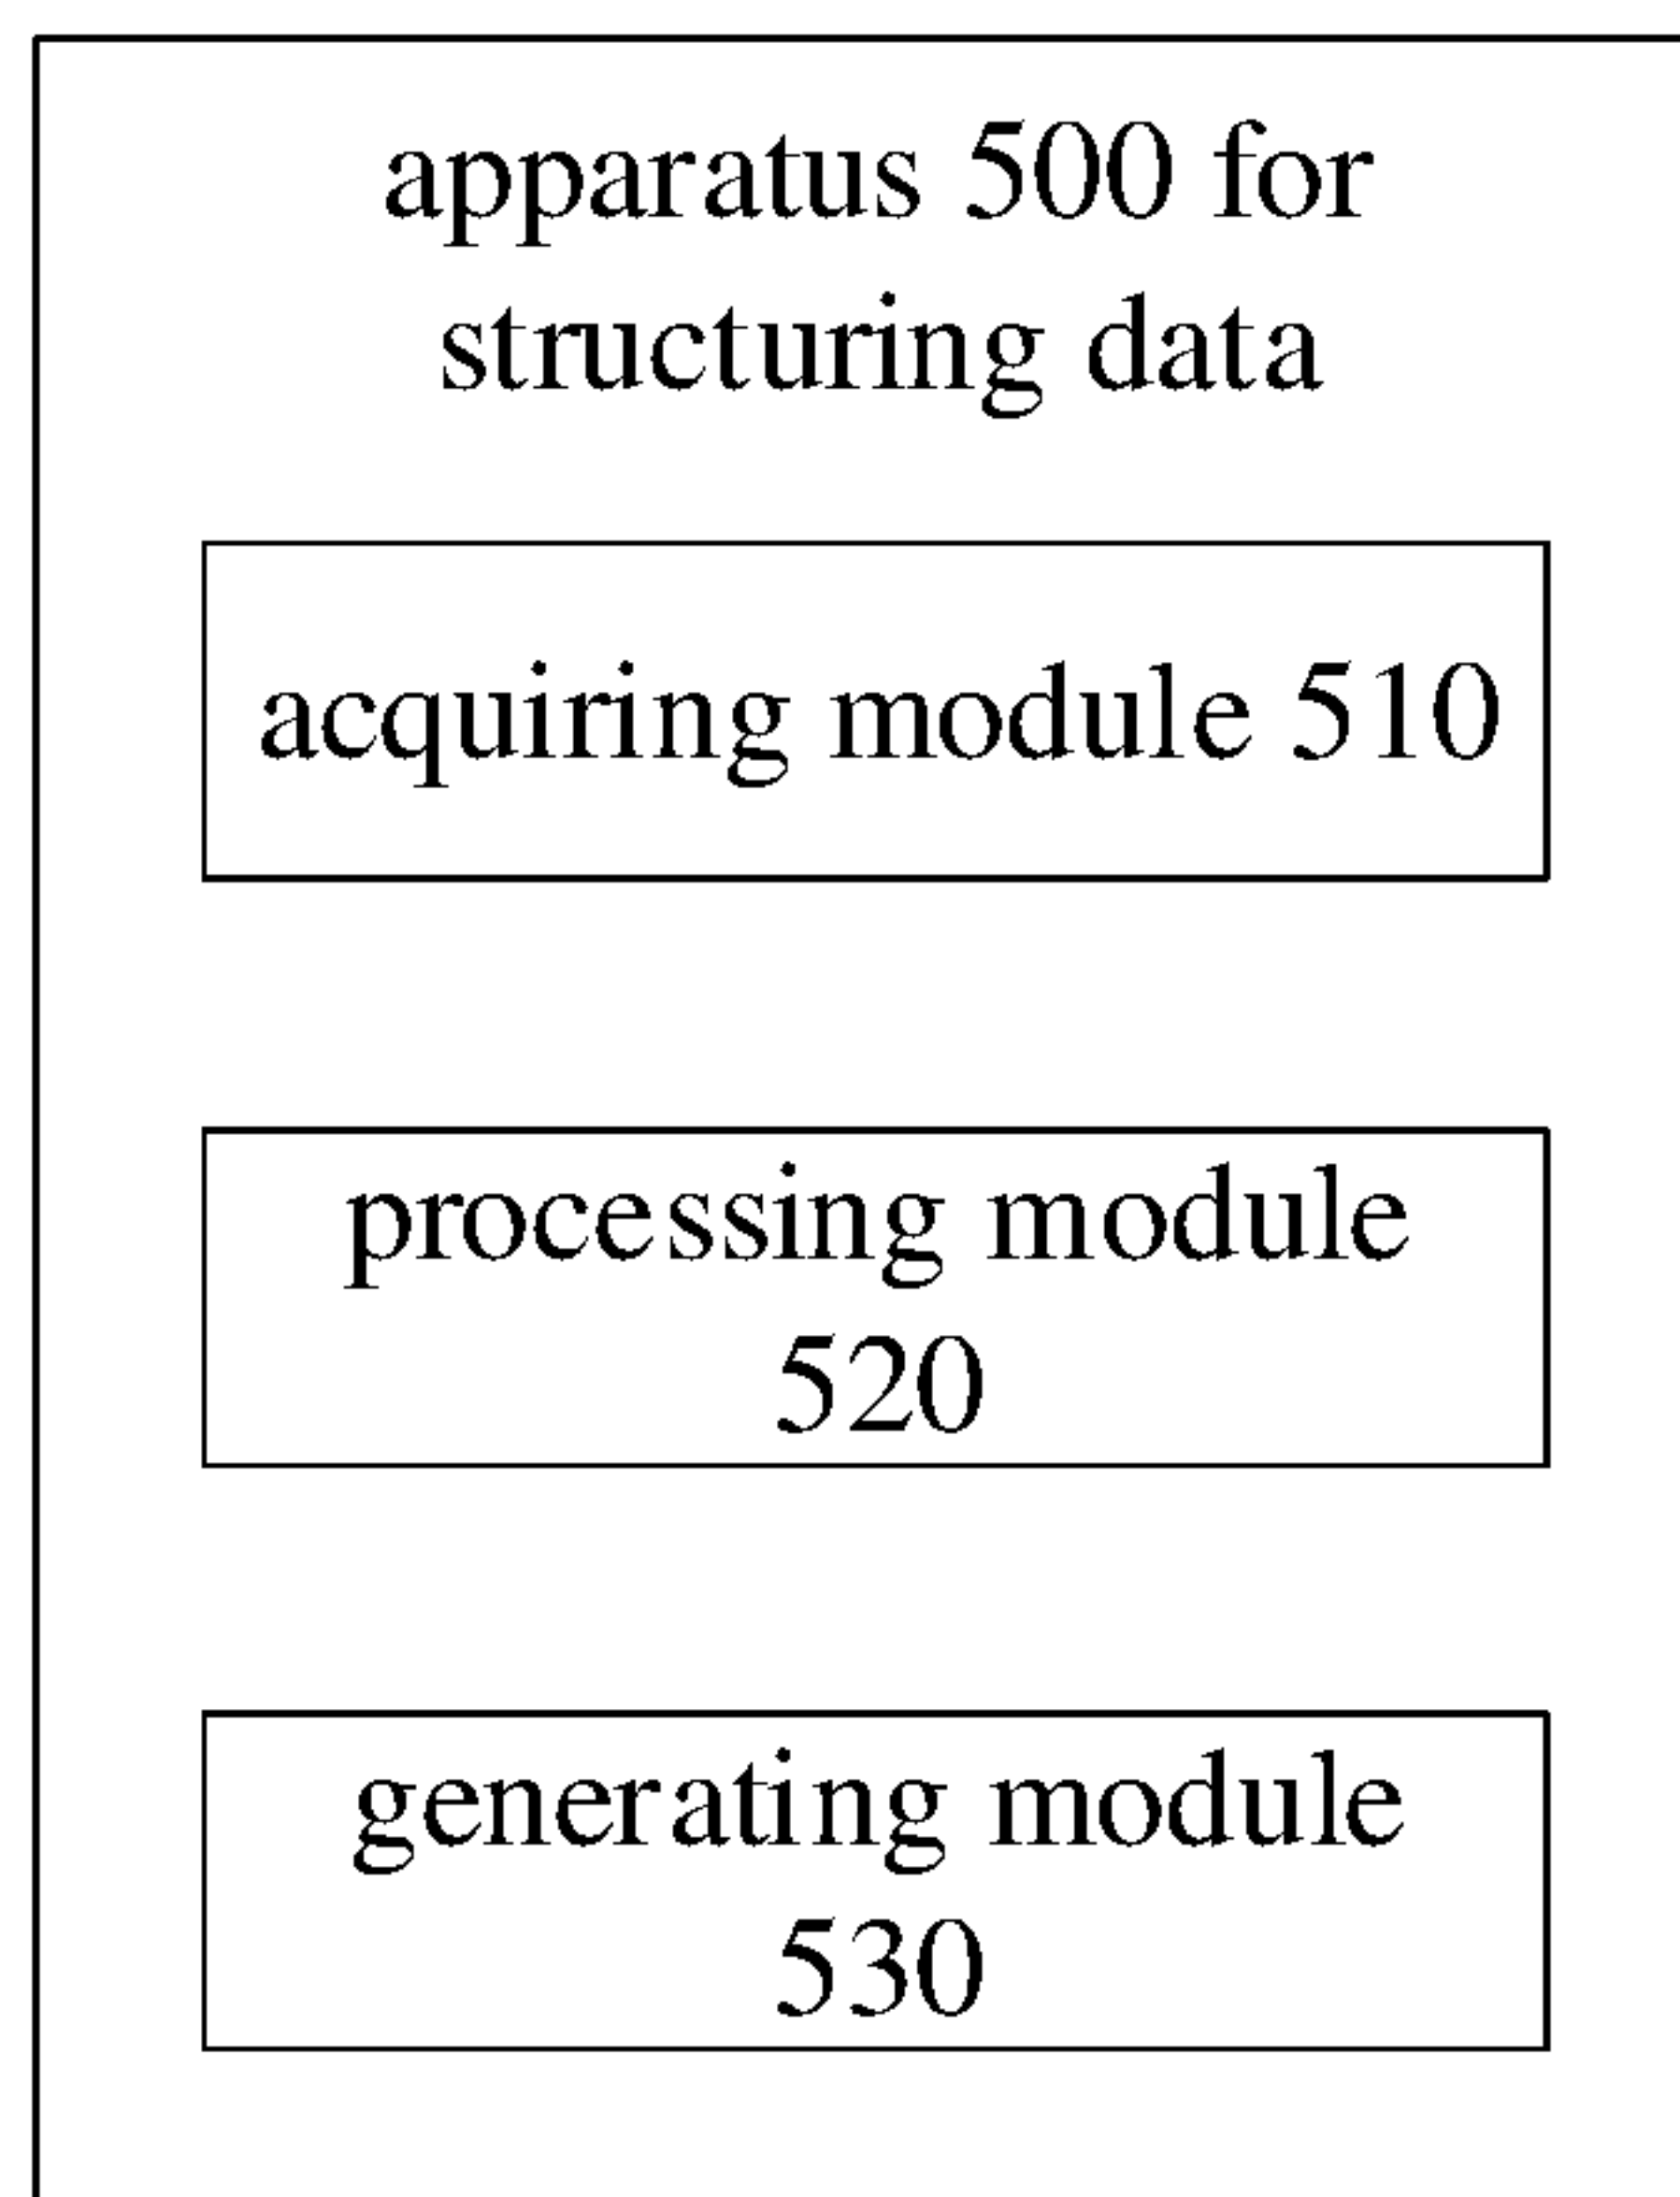 apparatus 500 for
structuring data
acquiring module 510
processing module
520
generating module
530